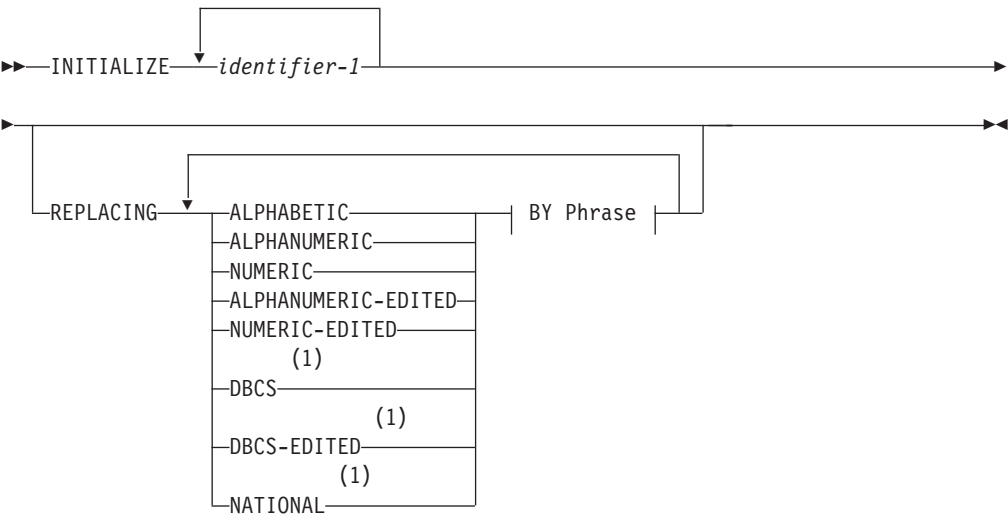 INITIALIZE identifier-1
REPLACING ALPHABETIC BY Phrase
ALPHANUMERIC
NUMERIC
ALPHANUMERIC-EDITED
NUMERIC-EDITED
(1)
DBCS
(1)
DBCS-EDITED
(1)
NATIONAL